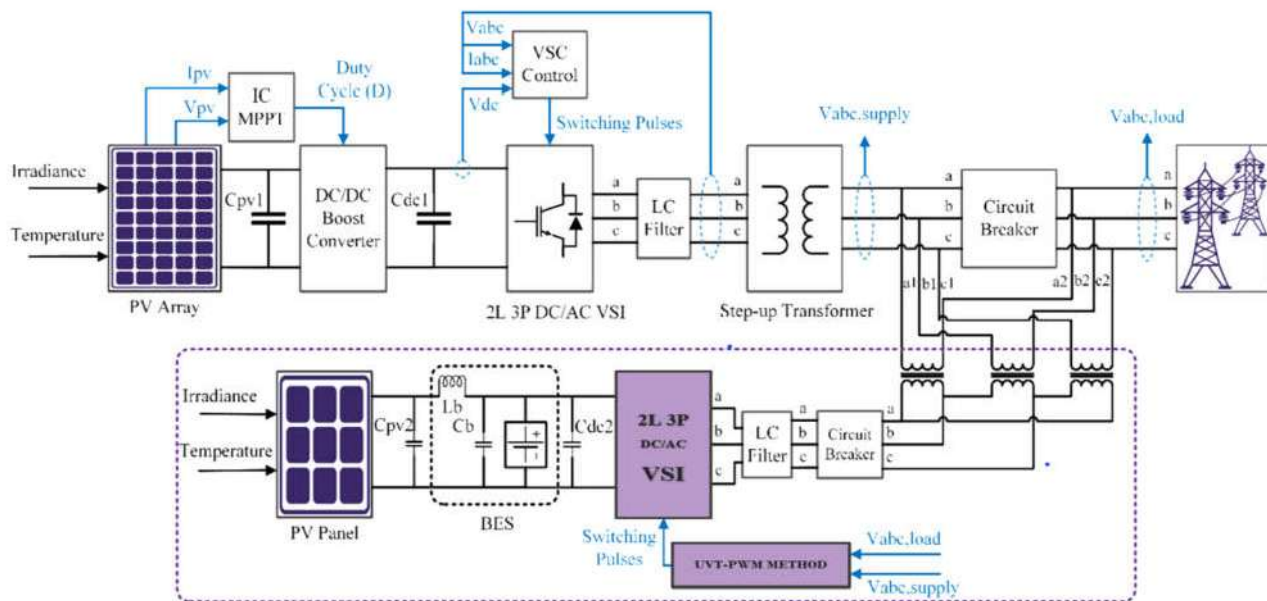 Vabc
Iabc
Vdc
VSC
Control
Ipv
Vpv
IC
MPPT
Duty
Cycle (D)
Switching Pulses
Vabc,supply
Vabc,load
Irradiance
Temperature
Cpv1
DC/DC
Boost
Converter
Cdc1
a
b
c
LC
Filter
a
b
c
a
b
c
Circuit
Breaker
a
b
c
PV Array
2L 3P DC/AC VSI
Step-up Transformer
a1
b1
c1
a2
b2
c2
Irradiance
Temperature
Cpv2
Lb
Cb
+
Cdc2
2L 3P
DC/AC
VSI
a
b
c
LC
Filter
a
b
c
Circuit
Breaker
a
b
c
PV Panel
BES
Switching
Pulses
UVT-PWM METHOD
Vabc,load
Vabc,supply